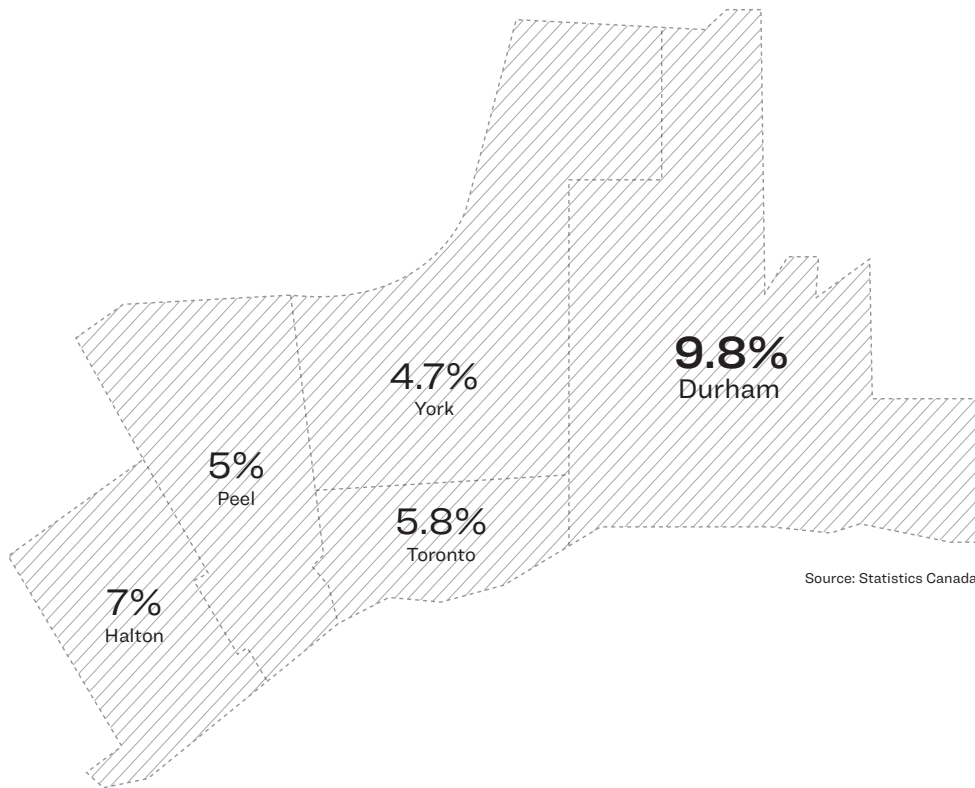 9.8%
Durham
4.7%
York
5%
Peel
5.8%
Toronto
7%
Halton
Source: Statistics Canada